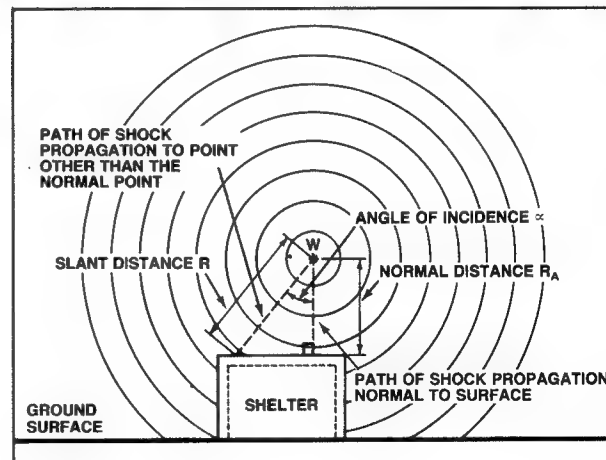 PATH OF SHOCK
PROPAGATION TO POINT
OTHER THAN THE
NORMAL POINT
ANGLE OF INCIDENCE ∝
W
SLANT DISTANCE R
NORMAL DISTANCE R_A
PATH OF SHOCK PROPAGATION
NORMAL TO SURFACE
SHELTER
GROUND
SURFACE